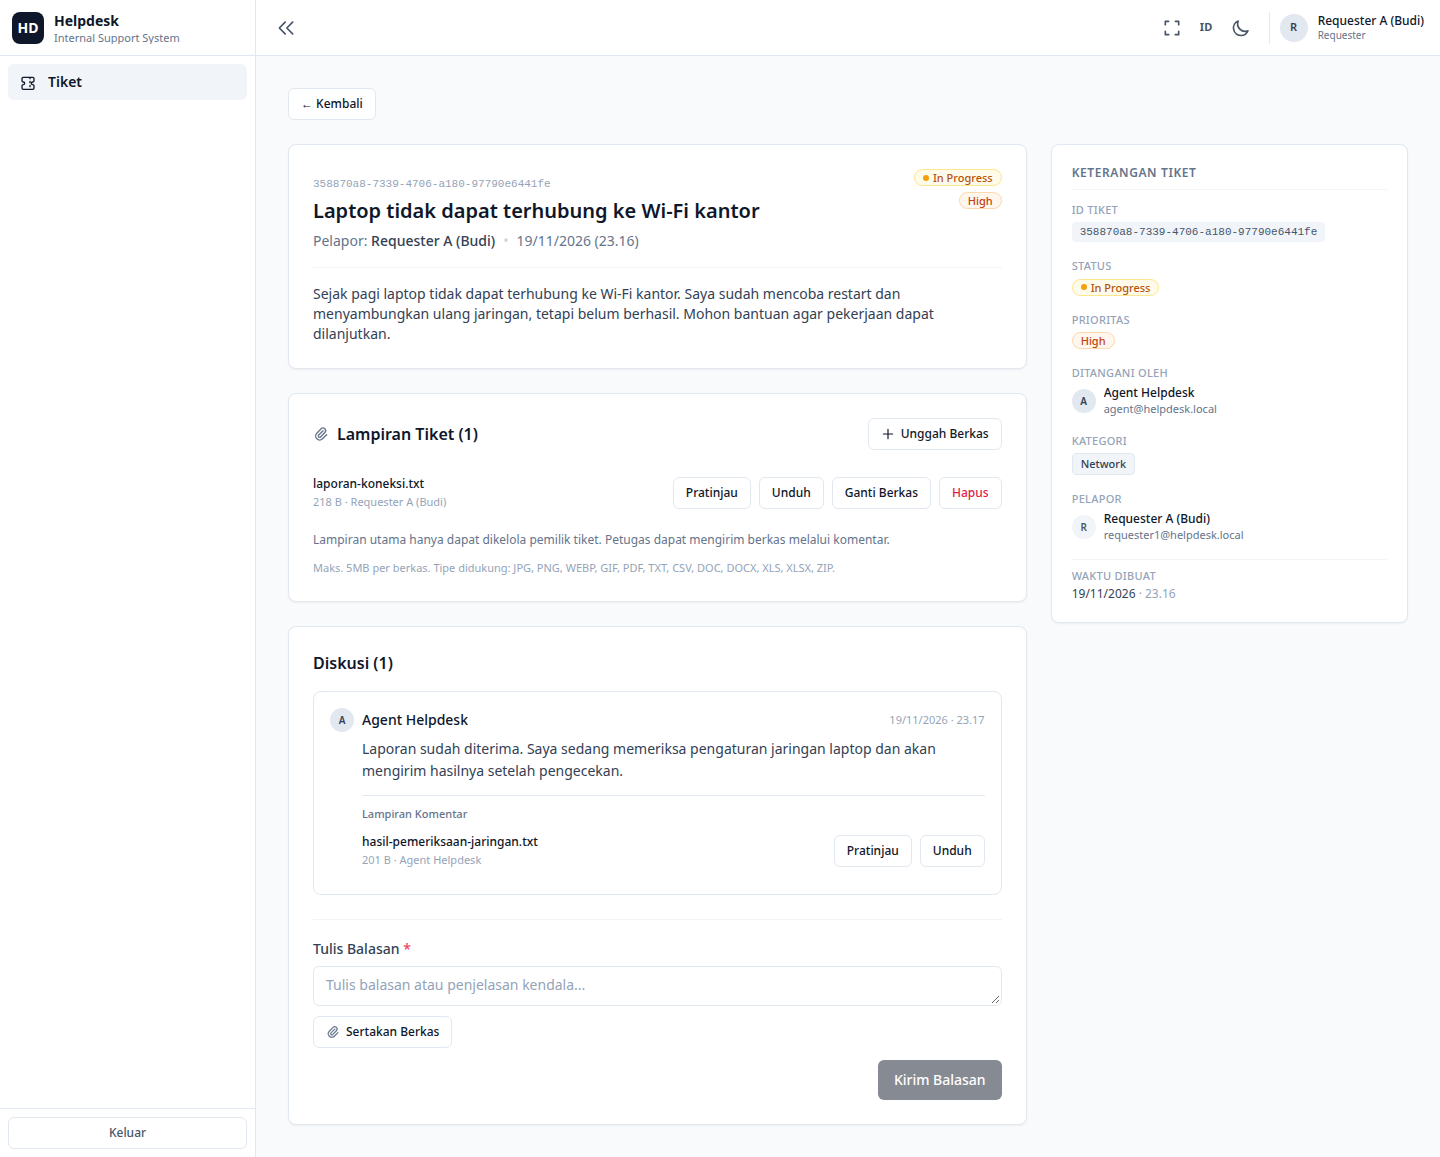 HD
Helpdesk
Internal Support System
ID
R
Requester A (Budi)
Requester
Tiket
← Kembali
358870a8-7339-4706-a180-97790e6441fe
In Progress
High
Laptop tidak dapat terhubung ke Wi-Fi kantor
Pelapor: Requester A (Budi) • 19/11/2026 (23.16)
Sejak pagi laptop tidak dapat terhubung ke Wi-Fi kantor. Saya sudah mencoba restart dan
menyambungkan ulang jaringan, tetapi belum berhasil. Mohon bantuan agar pekerjaan dapat
dilanjutkan.
Lampiran Tiket (1)
Unggah Berkas
laporan-koneksi.txt
218 B · Requester A (Budi)
Pratinjau
Unduh
Ganti Berkas
Hapus
Lampiran utama hanya dapat dikelola pemilik tiket. Petugas dapat mengirim berkas melalui komentar.
Maks. 5MB per berkas. Tipe didukung: JPG, PNG, WEBP, GIF, PDF, TXT, CSV, DOC, DOCX, XLS, XLSX, ZIP.
Diskusi (1)
A
Agent Helpdesk
19/11/2026 · 23.17
Laporan sudah diterima. Saya sedang memeriksa pengaturan jaringan laptop dan akan
mengirim hasilnya setelah pengecekan.
Lampiran Komentar
hasil-pemeriksaan-jaringan.txt
201 B · Agent Helpdesk
Pratinjau
Unduh
Tulis Balasan *
Tulis balasan atau penjelasan kendala...
Sertakan Berkas
Kirim Balasan
KETERANGAN TIKET
ID TIKET
358870a8-7339-4706-a180-97790e6441fe
STATUS
In Progress
PRIORITAS
High
DITANGANI OLEH
A
Agent Helpdesk
agent@helpdesk.local
KATEGORI
Network
PELAPOR
R
Requester A (Budi)
requester1@helpdesk.local
WAKTU DIBUAT
19/11/2026 · 23.16
Keluar